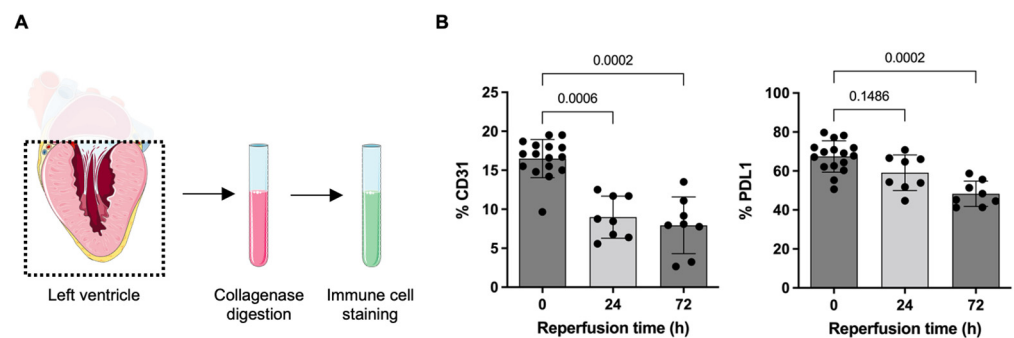 A
Left ventricle
Collagenase
digestion
Immune cell
staining
B
0.0002
0.0006
25
20
15
10
5
0
% CD31
0 24 72
Reperfusion time (h)
0.0002
0.1486
100
80
60
40
20
0
% PDL1
0 24 72
Reperfusion time (h)